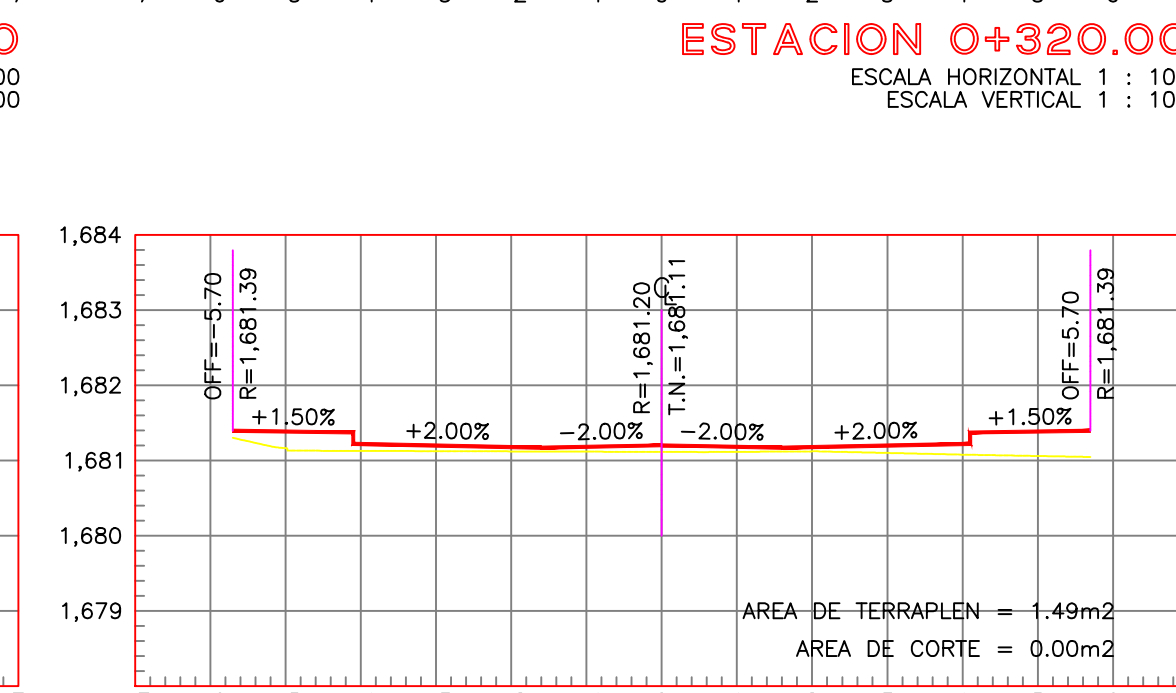 0
ESTACION 0+320.00
00
ESCALA HORIZONTAL 1 : 10
00
ESCALA VERTICAL 1 : 10
1,684
1,683
1,682
1,681
1,680
1,679
OFF=-5.70
R=1,681.39
R=1,681.20
T.N.=1,681.11
OFF=5.70
R=1,681.39
+1.50%
+2.00%
-2.00%
-2.00%
+2.00%
+1.50%
AREA DE TERRAPLEN = 1.49m2
AREA DE CORTE = 0.00m2